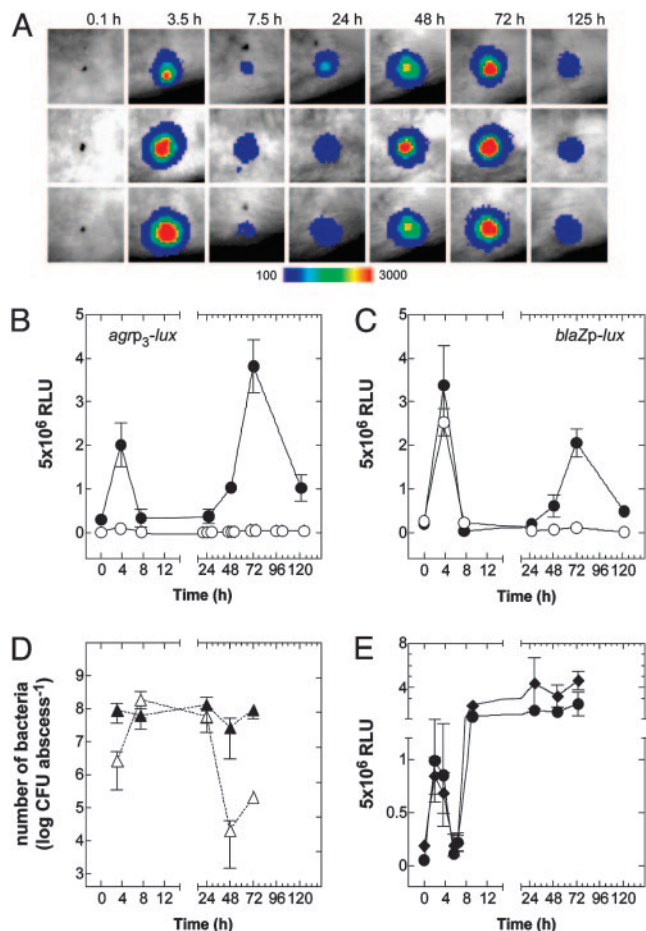 A
0.1 h 3.5 h 7.5 h 24 h 48 h 72 h 125 h
100 3000
B
agrp₃-lux
5x10⁶ RLU
5
4
3
2
1
0
0 4 8 12 24 48 72 96 120
Time (h)
C
blaZp-lux
5x10⁶ RLU
5
4
3
2
1
0
0 4 8 12 24 48 72 96 120
Time (h)
D
number of bacteria
(log CFU abscess⁻¹)
9
8
7
6
5
4
3
0 4 8 12 24 48 72 96 120
Time (h)
E
5x10⁶ RLU
8
4
1
0.5
0
0 4 8 12 24 48 72 96 120
Time (h)